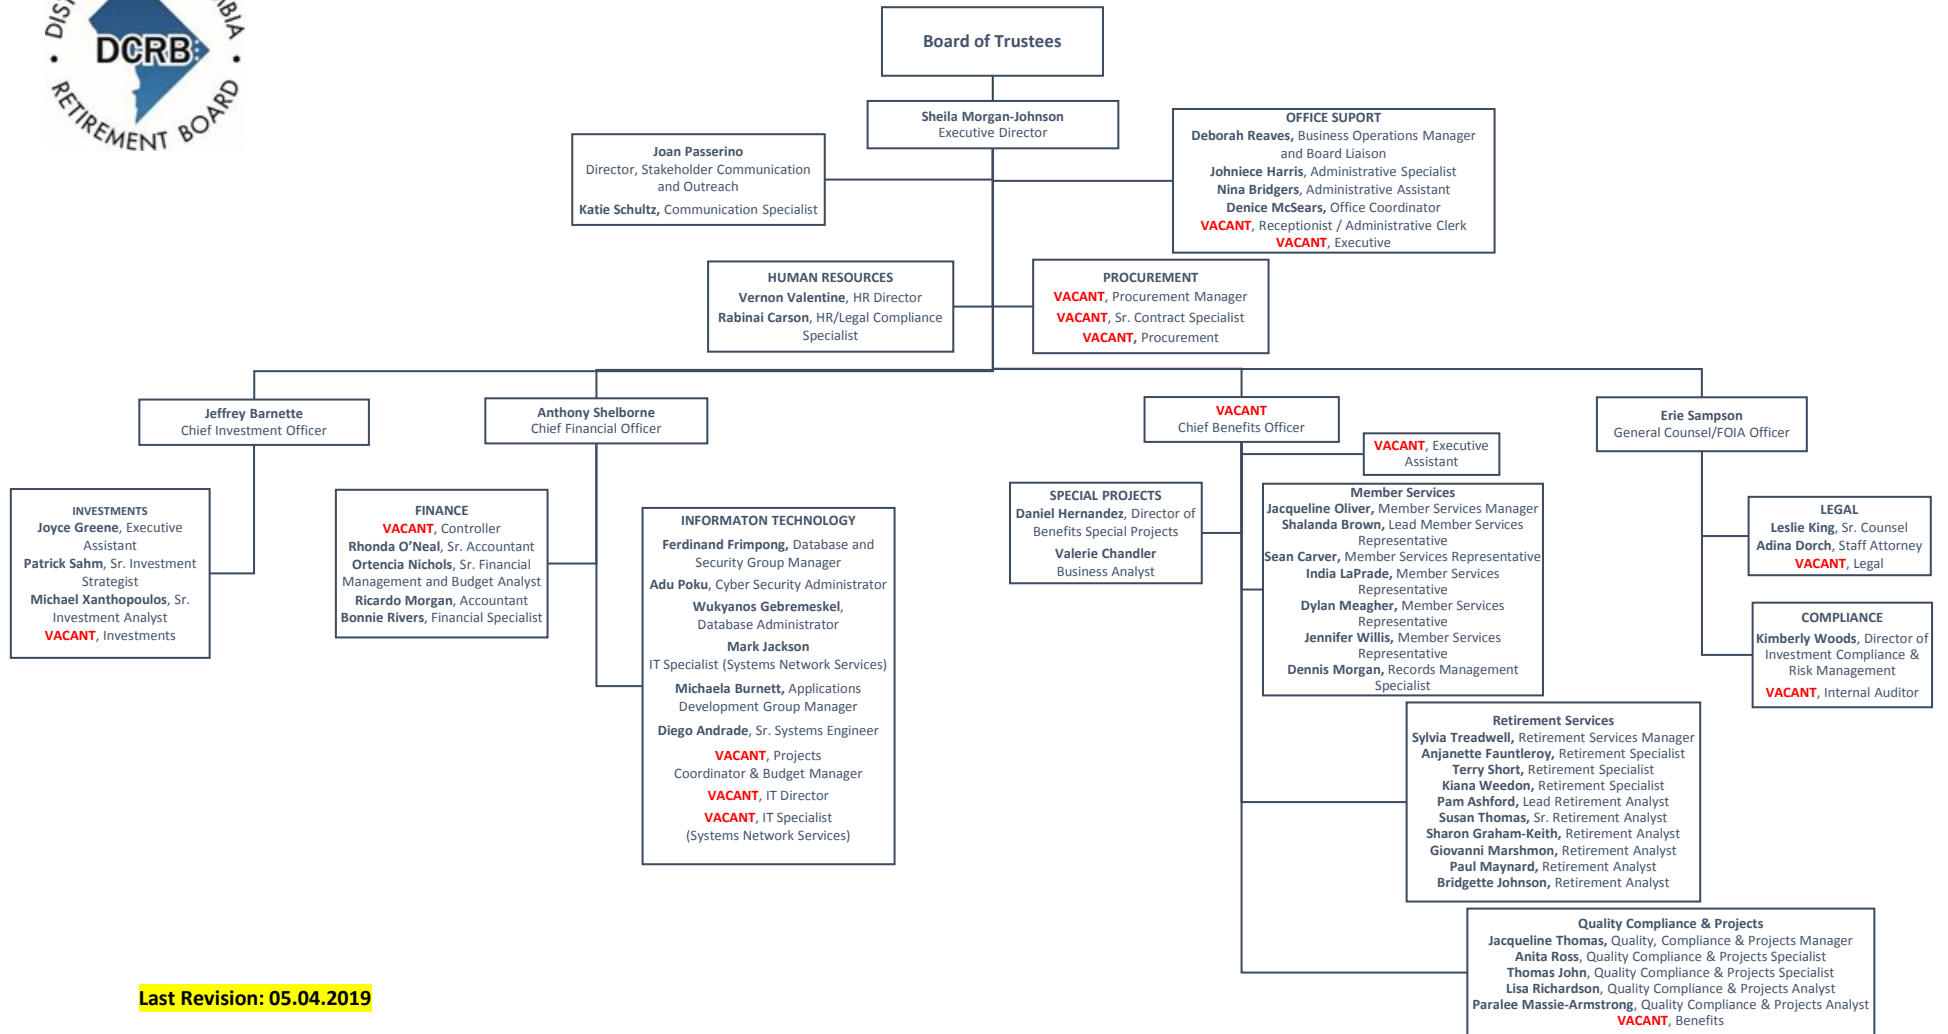 DCRB
RETIREMENT BOARD
Board of Trustees
Sheila Morgan-Johnson
Executive Director
Joan Passerino
Director, Stakeholder Communication
and Outreach
Katie Schultz, Communication Specialist
OFFICE SUPORT
Deborah Reaves, Business Operations Manager
and Board Liaison
Johniece Harris, Administrative Specialist
Nina Bridgers, Administrative Assistant
Denice McSears, Office Coordinator
VACANT, Receptionist / Administrative Clerk
VACANT, Executive
HUMAN RESOURCES
Vernon Valentine, HR Director
Rabinai Carson, HR/Legal Compliance
Specialist
PROCUREMENT
VACANT, Procurement Manager
VACANT, Sr. Contract Specialist
VACANT, Procurement
Jeffrey Barnette
Chief Investment Officer
Anthony Shelborne
Chief Financial Officer
VACANT
Chief Benefits Officer
Erie Sampson
General Counsel/FOIA Officer
VACANT, Executive
Assistant
INVESTMENTS
Joyce Greene, Executive
Assistant
Patrick Sahm, Sr. Investment
Strategist
Michael Xanthopoulos, Sr.
Investment Analyst
VACANT, Investments
FINANCE
VACANT, Controller
Rhonda O’Neal, Sr. Accountant
Ortencia Nichols, Sr. Financial
Management and Budget Analyst
Ricardo Morgan, Accountant
Bonnie Rivers, Financial Specialist
INFORMATON TECHNOLOGY
Ferdinand Frimpong, Database and
Security Group Manager
Adu Poku, Cyber Security Administrator
Wukyanos Gebremeskel,
Database Administrator
Mark Jackson
IT Specialist (Systems Network Services)
Michaela Burnett, Applications
Development Group Manager
Diego Andrade, Sr. Systems Engineer
VACANT, Projects
Coordinator & Budget Manager
VACANT, IT Director
VACANT, IT Specialist
(Systems Network Services)
SPECIAL PROJECTS
Daniel Hernandez, Director of
Benefits Special Projects
Valerie Chandler
Business Analyst
Member Services
Jacqueline Oliver, Member Services Manager
Shalanda Brown, Lead Member Services
Representative
Sean Carver, Member Services Representative
India LaPrade, Member Services
Representative
Dylan Meagher, Member Services
Representative
Jennifer Willis, Member Services
Representative
Dennis Morgan, Records Management
Specialist
LEGAL
Leslie King, Sr. Counsel
Adina Dorch, Staff Attorney
VACANT, Legal
COMPLIANCE
Kimberly Woods, Director of
Investment Compliance &
Risk Management
VACANT, Internal Auditor
Retirement Services
Sylvia Treadwell, Retirement Services Manager
Anjanette Fauntleroy, Retirement Specialist
Terry Short, Retirement Specialist
Kiana Weedon, Retirement Specialist
Pam Ashford, Lead Retirement Analyst
Susan Thomas, Sr. Retirement Analyst
Sharon Graham-Keith, Retirement Analyst
Giovanni Marshmon, Retirement Analyst
Paul Maynard, Retirement Analyst
Bridgette Johnson, Retirement Analyst
Quality Compliance & Projects
Jacqueline Thomas, Quality, Compliance & Projects Manager
Anita Ross, Quality Compliance & Projects Specialist
Thomas John, Quality Compliance & Projects Specialist
Lisa Richardson, Quality Compliance & Projects Analyst
Paralee Massie-Armstrong, Quality Compliance & Projects Analyst
VACANT, Benefits
Last Revision: 05.04.2019